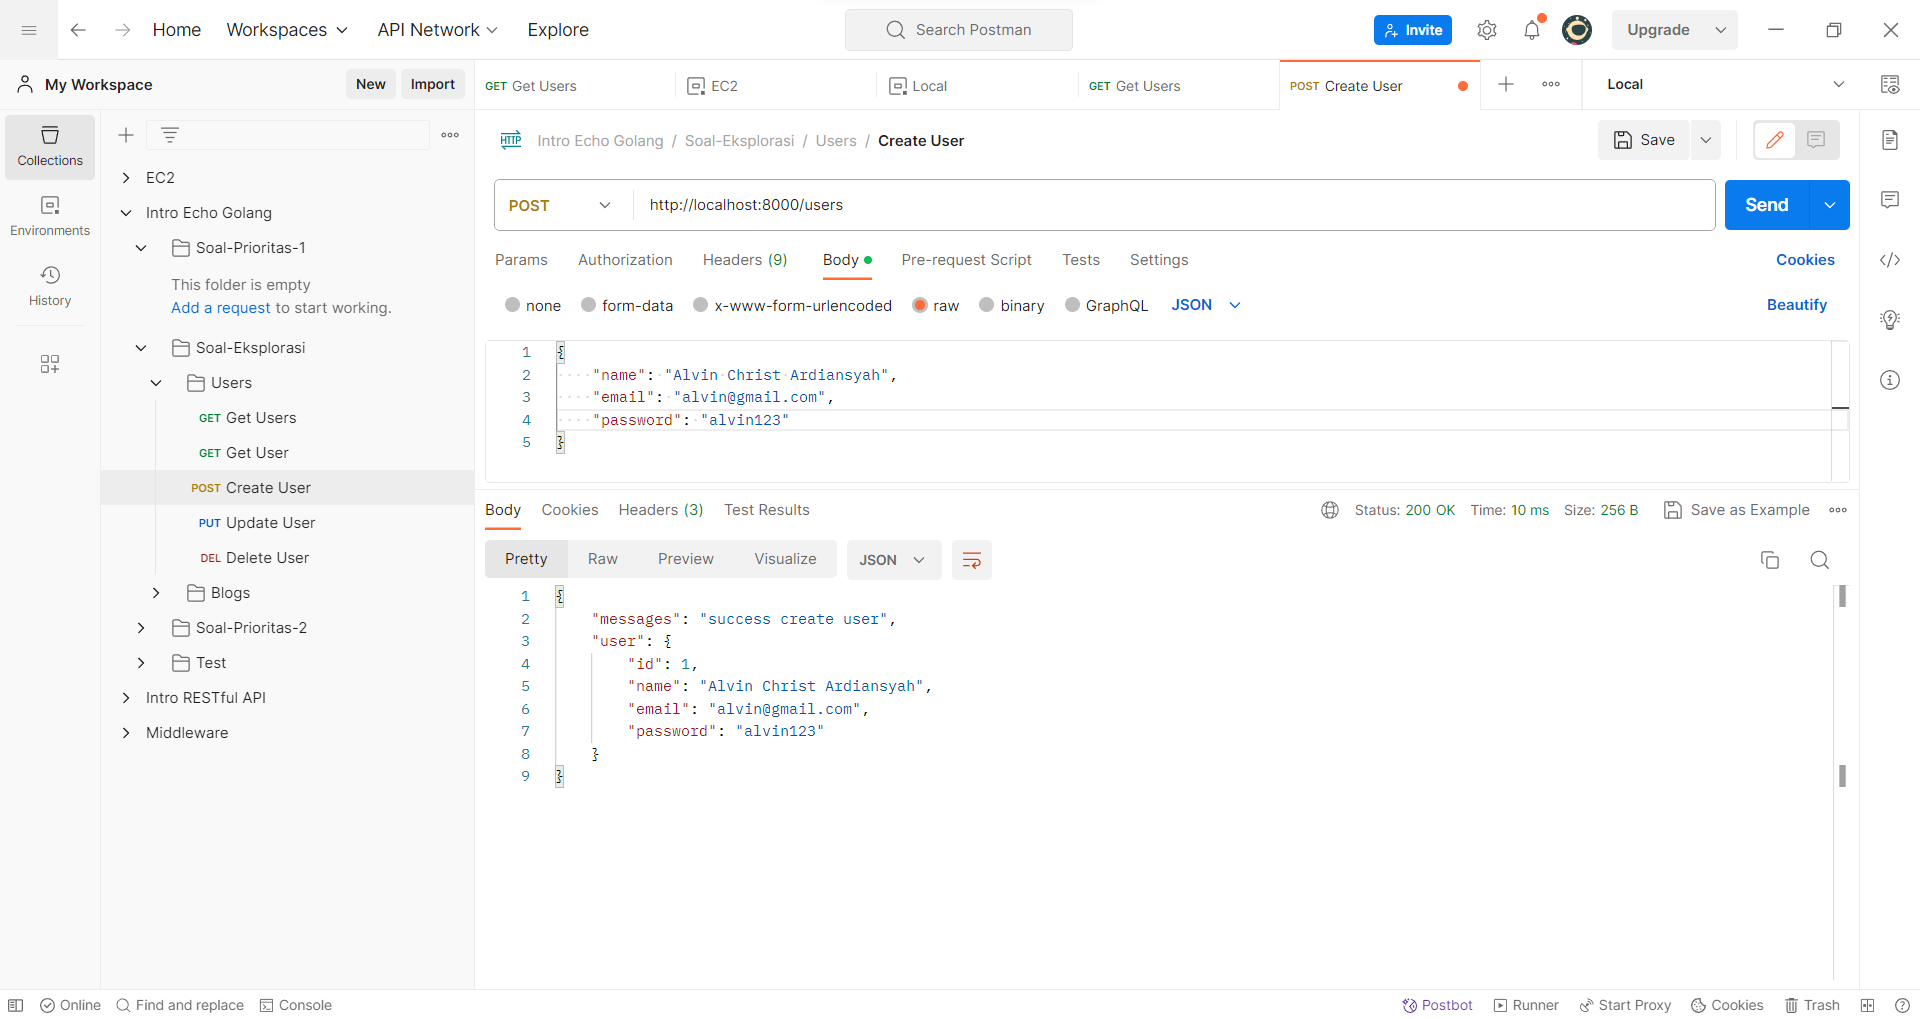 Home Workspaces API Network Explore Search Postman Invite Upgrade
My Workspace New Import GET Get Users EC2 Local GET Get Users POST Create User Local
Collections
Environments
History
EC2
Intro Echo Golang
Soal-Prioritas-1
This folder is empty
Add a request to start working.
Soal-Eksplorasi
Users
GET Get Users
GET Get User
POST Create User
PUT Update User
DEL Delete User
Blogs
Soal-Prioritas-2
Test
Intro RESTful API
Middleware
HTTP Intro Echo Golang / Soal-Eksplorasi / Users / Create User Save
POST http://localhost:8000/users Send
Params Authorization Headers (9) Body Pre-request Script Tests Settings Cookies
none form-data x-www-form-urlencoded raw binary GraphQL JSON Beautify
1 {
2 "name": "Alvin Christ Ardiansyah",
3 "email": "alvin@gmail.com",
4 "password": "alvin123"
5 }
Body Cookies Headers (3) Test Results Status: 200 OK Time: 10 ms Size: 256 B Save as Example
Pretty Raw Preview Visualize JSON
1 {
2 "messages": "success create user",
3 "user": {
4 "id": 1,
5 "name": "Alvin Christ Ardiansyah",
6 "email": "alvin@gmail.com",
7 "password": "alvin123"
8 }
9 }
Online Find and replace Console Postbot Runner Start Proxy Cookies Trash